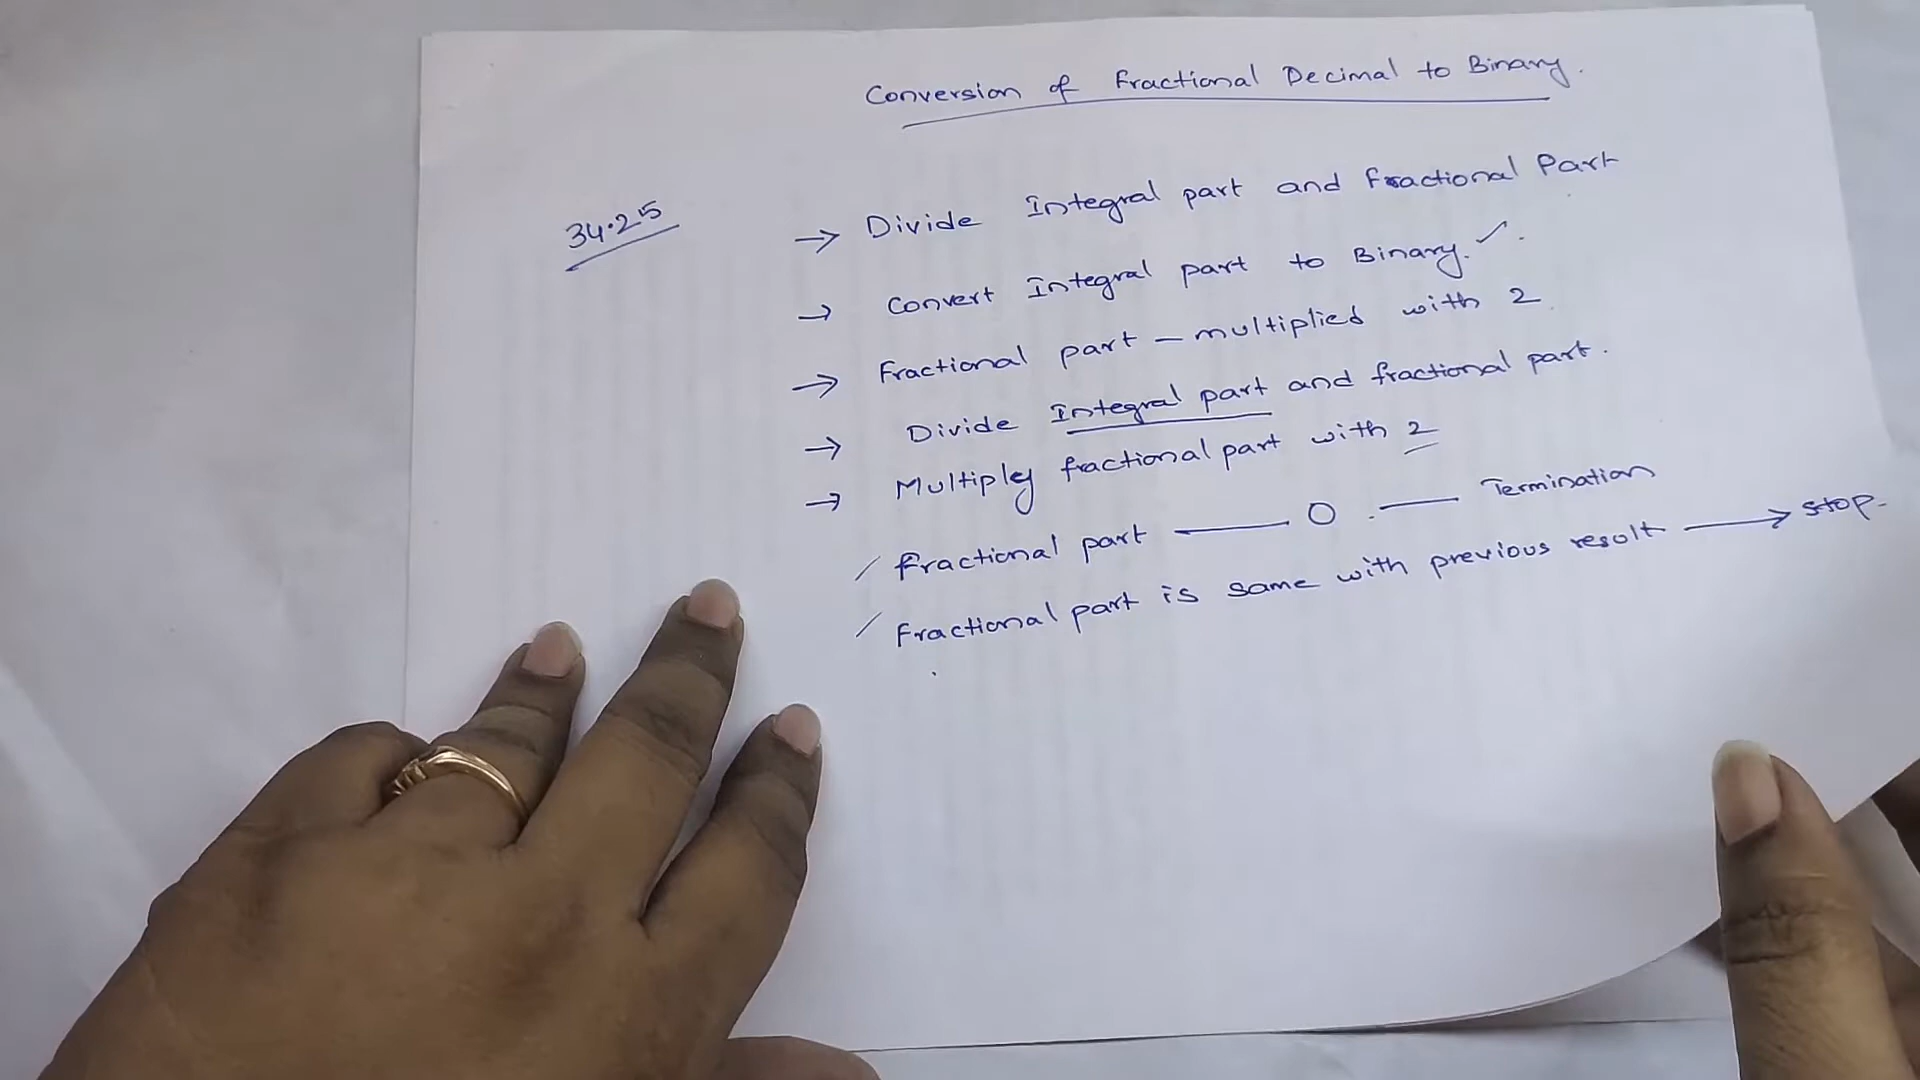 Conversion of Fractional Decimal to Binary.
34.25
→ Divide Integral part and Fractional Part
→ Convert Integral part to Binary. ✓.
→ Fractional part - multiplied with 2
→ Divide Integral part and fractional part.
→ Multiply fractional part with 2
/ Fractional part — 0 . — Termination
/ Fractional part is same with previous result → stop.